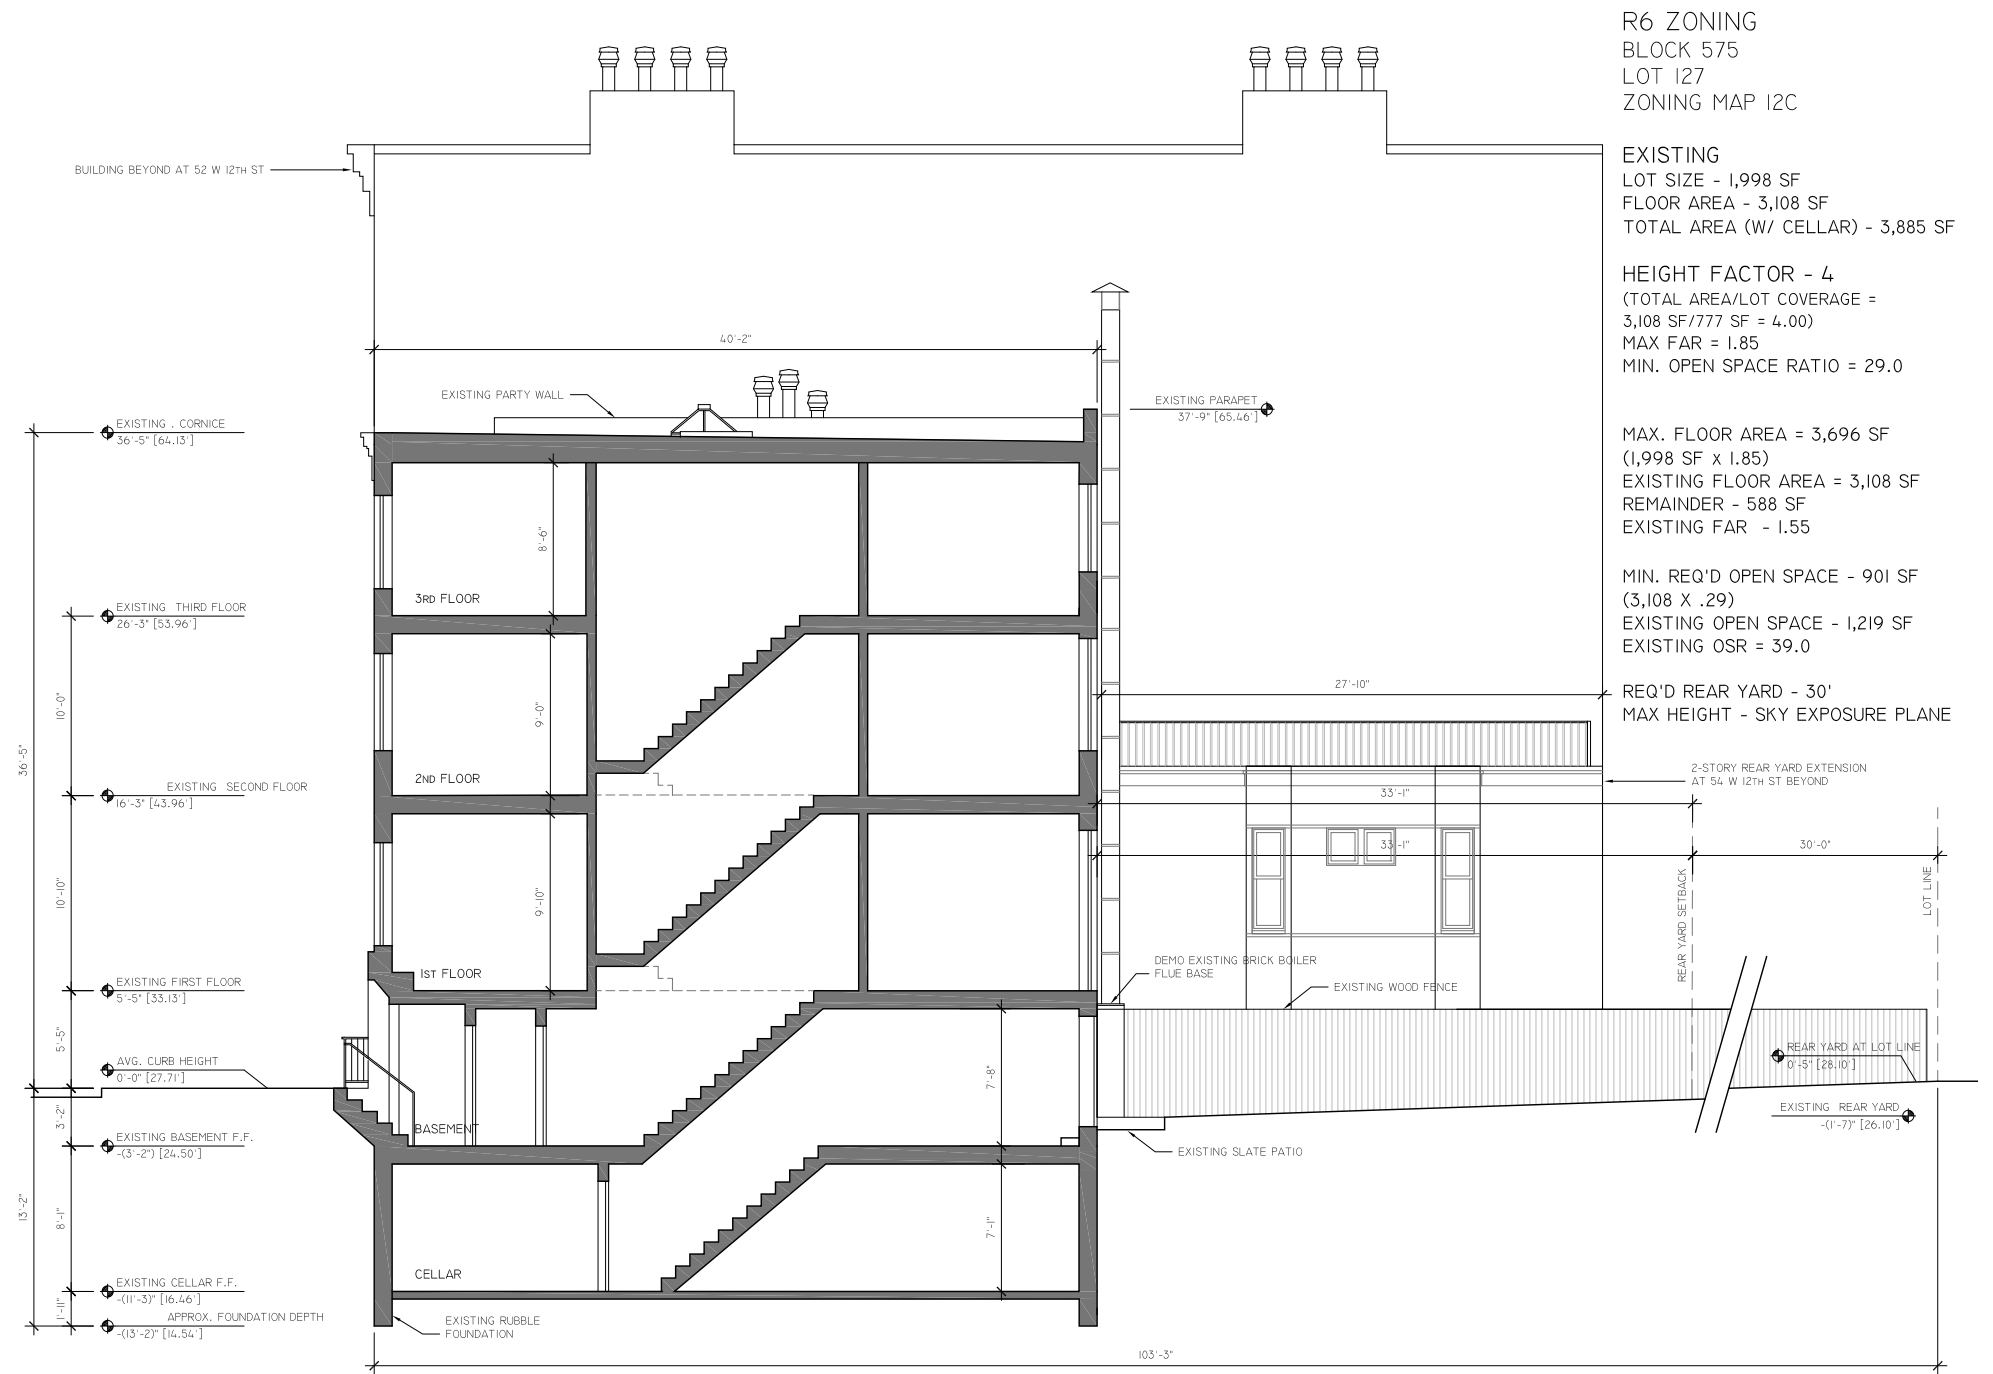 R6 ZONING
BLOCK 575
LOT 127
ZONING MAP 12C
EXISTING
LOT SIZE - 1,998 SF
FLOOR AREA - 3,108 SF
TOTAL AREA (W/ CELLAR) - 3,885 SF
HEIGHT FACTOR - 4
(TOTAL AREA/LOT COVERAGE =
3,108 SF/777 SF = 4.00)
MAX FAR = 1.85
MIN. OPEN SPACE RATIO = 29.0
MAX. FLOOR AREA = 3,696 SF
(1,998 SF x 1.85)
EXISTING FLOOR AREA = 3,108 SF
REMAINDER - 588 SF
EXISTING FAR - 1.55
MIN. REQ'D OPEN SPACE - 901 SF
(3,108 X .29)
EXISTING OPEN SPACE - 1,219 SF
EXISTING OSR = 39.0
REQ'D REAR YARD - 30'
MAX HEIGHT - SKY EXPOSURE PLANE
BUILDING BEYOND AT 52 W 12TH ST
40'-2"
EXISTING PARTY WALL
EXISTING PARAPET
37'-9" [65.46']
EXISTING . CORNICE
36'-5" [64.13']
8'-6"
3RD FLOOR
EXISTING THIRD FLOOR
26'-3" [53.96']
10'-0"
9'-0"
27'-10"
36'-5"
2ND FLOOR
2-STORY REAR YARD EXTENSION
AT 54 W 12TH ST BEYOND
EXISTING SECOND FLOOR
16'-3" [43.96']
33'-1"
33'-1"
30'-0"
10'-10"
9'-10"
REAR YARD SETBACK
LOT LINE
1ST FLOOR
DEMO EXISTING BRICK BOILER
FLUE BASE
EXISTING FIRST FLOOR
5'-5" [33.13']
EXISTING WOOD FENCE
5'-5"
AVG. CURB HEIGHT
0'-0" [27.71']
7'-8"
REAR YARD AT LOT LINE
0'-5" [28.10']
3'-2"
BASEMENT
EXISTING REAR YARD
-(1'-7)" [26.10']
EXISTING BASEMENT F.F.
-(3'-2") [24.50']
EXISTING SLATE PATIO
13'-2"
8'-1"
7'-1"
CELLAR
EXISTING CELLAR F.F.
-(11'-3)" [16.46']
1'-11"
APPROX. FOUNDATION DEPTH
-(13'-2)" [14.54']
EXISTING RUBBLE
FOUNDATION
103'-3"